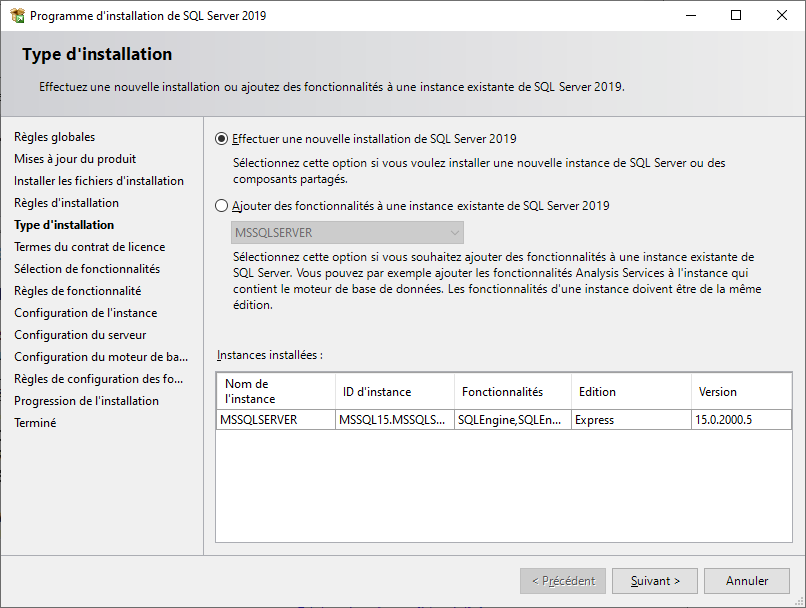 Programme d'installation de SQL Server 2019
Type d'installation
Effectuez une nouvelle installation ou ajoutez des fonctionnalités à une instance existante de SQL Server 2019.
Règles globales
Mises à jour du produit
Installer les fichiers d'installation
Règles d'installation
Type d'installation
Termes du contrat de licence
Sélection de fonctionnalités
Règles de fonctionnalité
Configuration de l'instance
Configuration du serveur
Configuration du moteur de ba...
Règles de configuration des fo...
Progression de l'installation
Terminé
Effectuer une nouvelle installation de SQL Server 2019
Sélectionnez cette option si vous voulez installer une nouvelle instance de SQL Server ou des
composants partagés.
Ajouter des fonctionnalités à une instance existante de SQL Server 2019
MSSQLSERVER
Sélectionnez cette option si vous souhaitez ajouter des fonctionnalités à une instance existante de
SQL Server. Vous pouvez par exemple ajouter les fonctionnalités Analysis Services à l'instance qui
contient le moteur de base de données. Les fonctionnalités d'une instance doivent être de la même
édition.
Instances installées :
Nom de
l'instance
ID d'instance
Fonctionnalités
Edition
Version
MSSQLSERVER
MSSQL15.MSSQLS...
SQLEngine,SQLEn...
Express
15.0.2000.5
< Précédent
Suivant >
Annuler